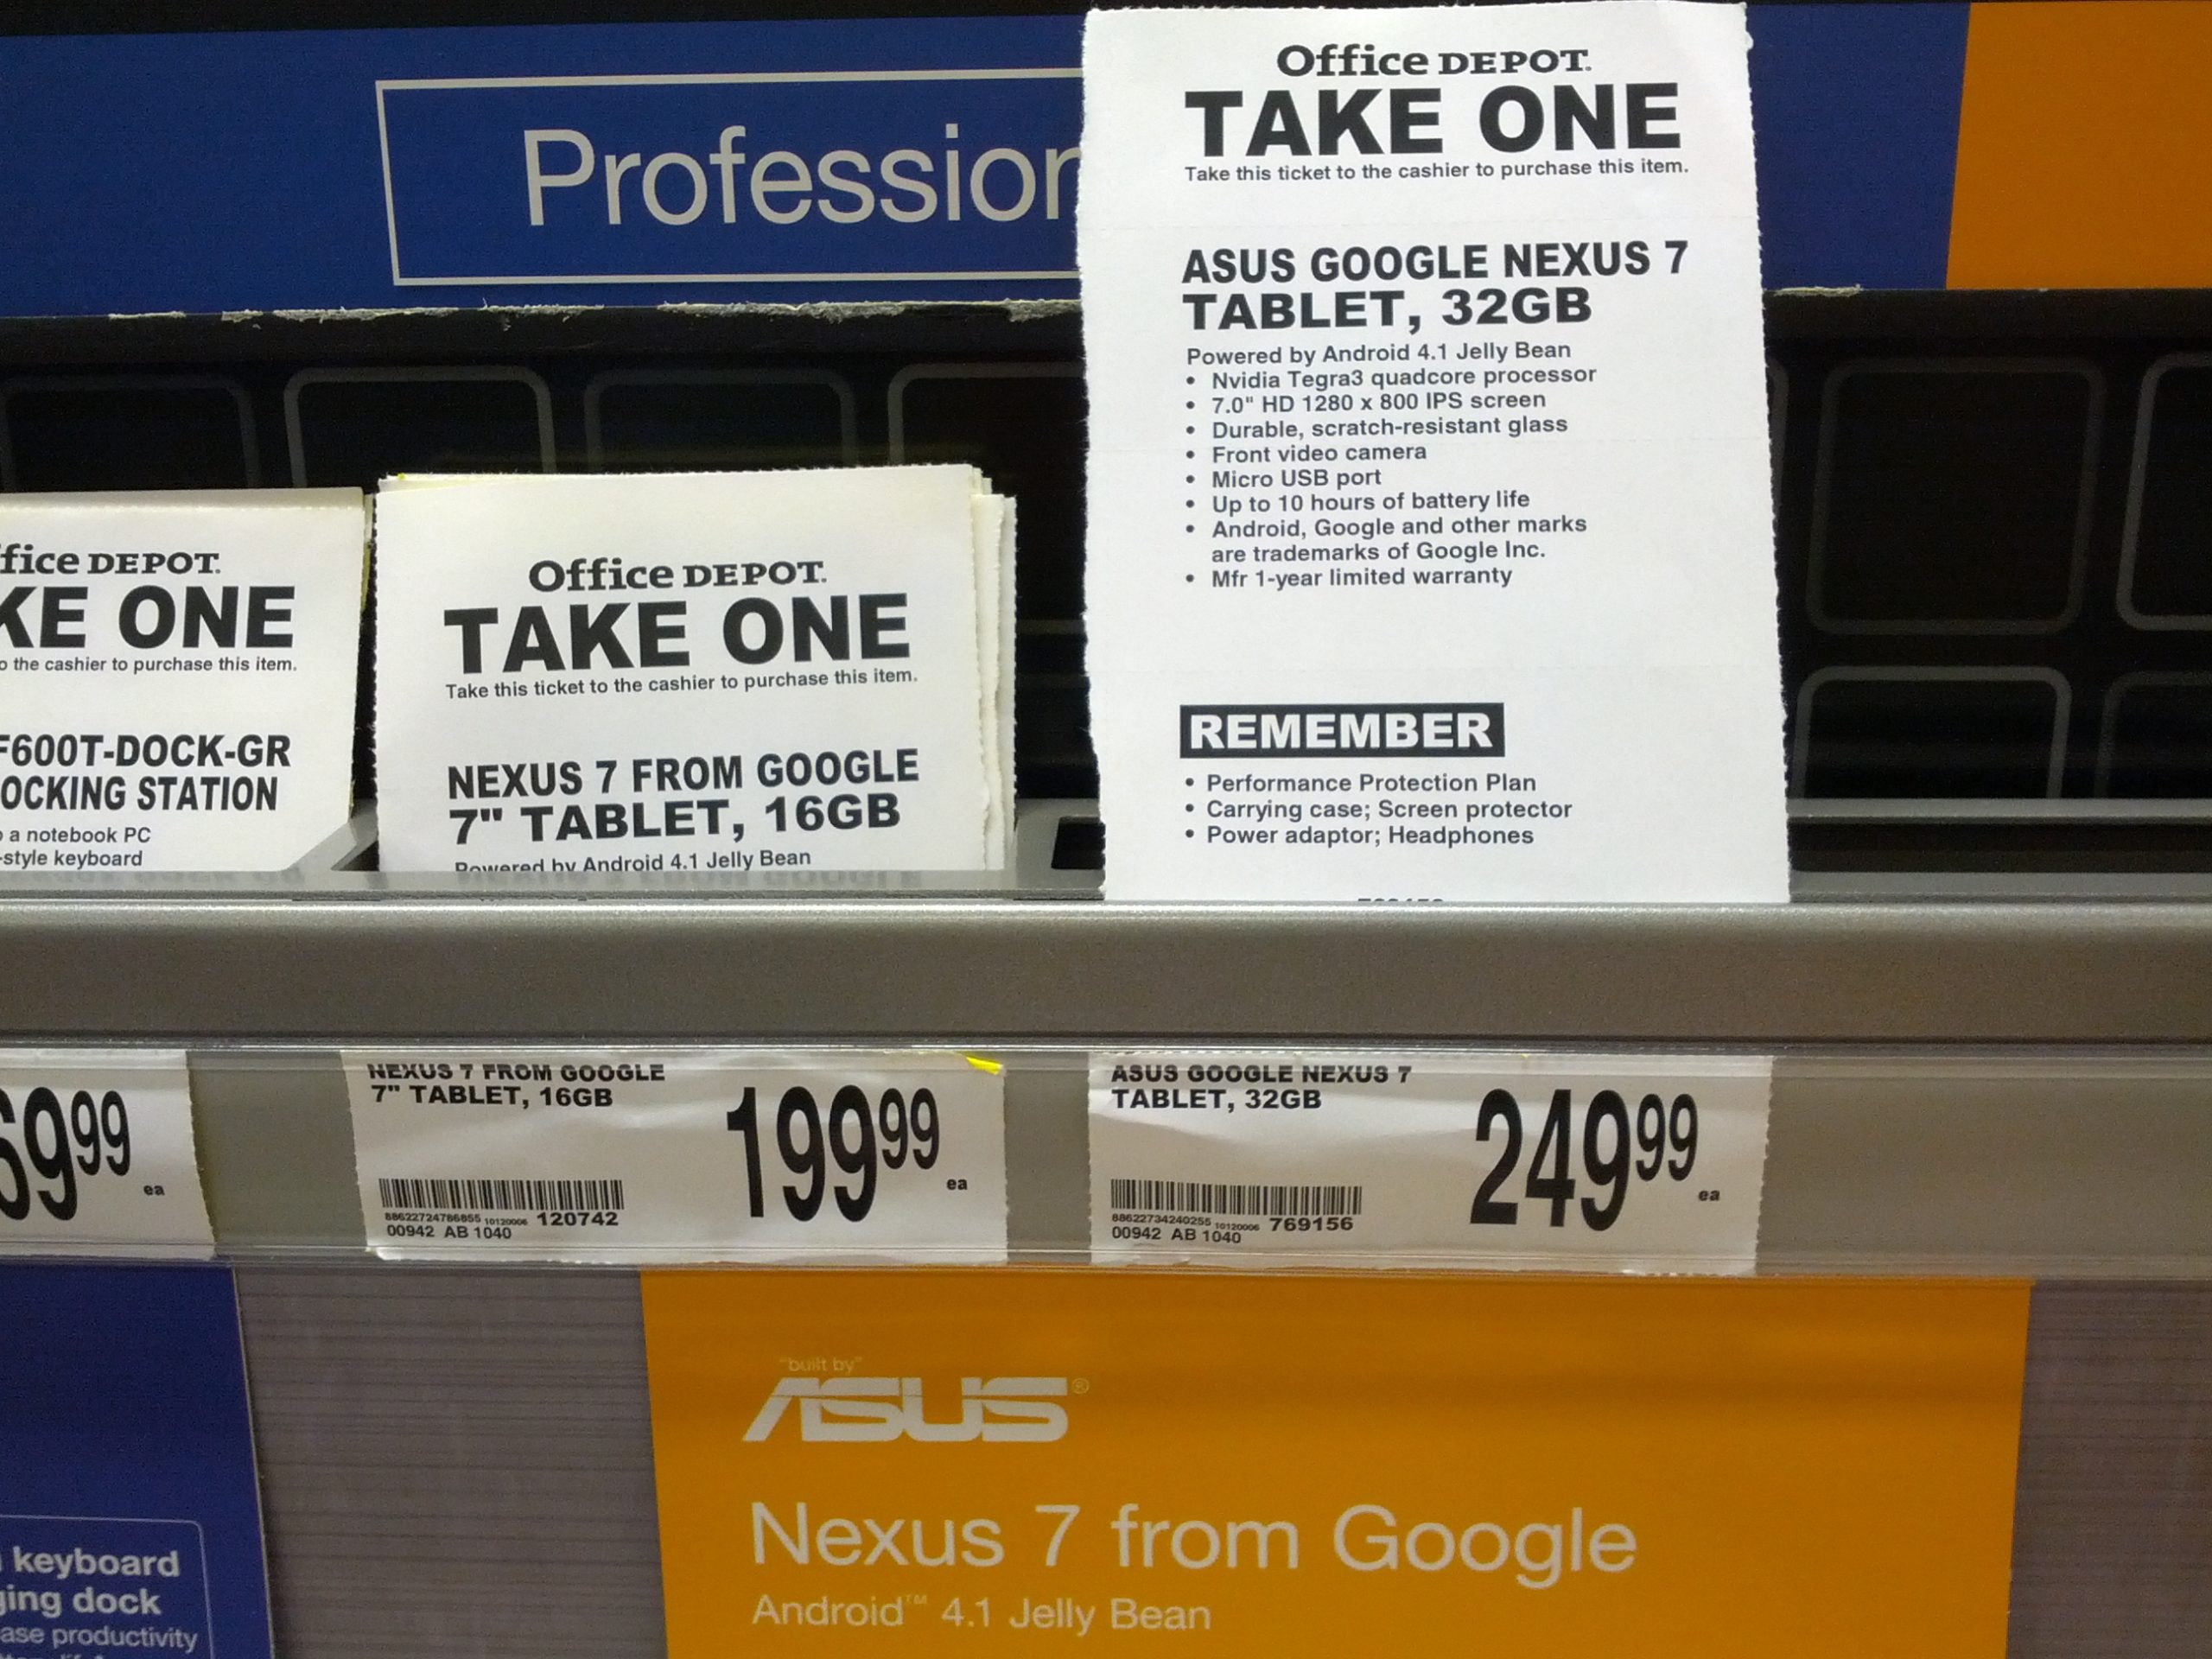 Office DEPOT.
TAKE ONE
Take this ticket to the cashier to purchase this item.
ASUS GOOGLE NEXUS 7
TABLET, 32GB
Powered by Android 4.1 Jelly Bean
• Nvidia Tegra3 quadcore processor
• 7.0" HD 1280 x 800 IPS screen
• Durable, scratch-resistant glass
• Front video camera
• Micro USB port
• Up to 10 hours of battery life
• Android, Google and other marks
are trademarks of Google Inc.
• Mfr 1-year limited warranty
REMEMBER
• Performance Protection Plan
• Carrying case; Screen protector
• Power adaptor; Headphones
Profession
fice DEPOT.
KE ONE
o the cashier to purchase this item.
F600T-DOCK-GR
OCKING STATION
a notebook PC
-style keyboard
Office DEPOT.
TAKE ONE
Take this ticket to the cashier to purchase this item.
NEXUS 7 FROM GOOGLE
7" TABLET, 16GB
Powered by Android 4.1 Jelly Bean
69 99
ea
NEXUS 7 FROM GOOGLE
7" TABLET, 16GB
199 99
ea
88622724786855 10120006 120742
00942 AB 1040
ASUS GOOGLE NEXUS 7
TABLET, 32GB
249 99
ea
88622734240255 10120006 769156
00942 AB 1040
"built by"
ASUS®
Nexus 7 from Google
Android™ 4.1 Jelly Bean
keyboard
ging dock
ase productivity